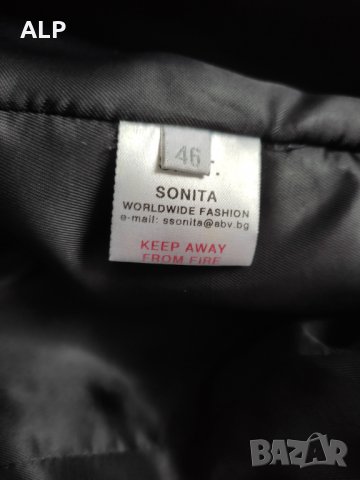 ALP
46
SONITA
WORLDWIDE FASHION
e-mail: ssonita@abv.bg
KEEP AWAY
FROM FIRE
BAZAR